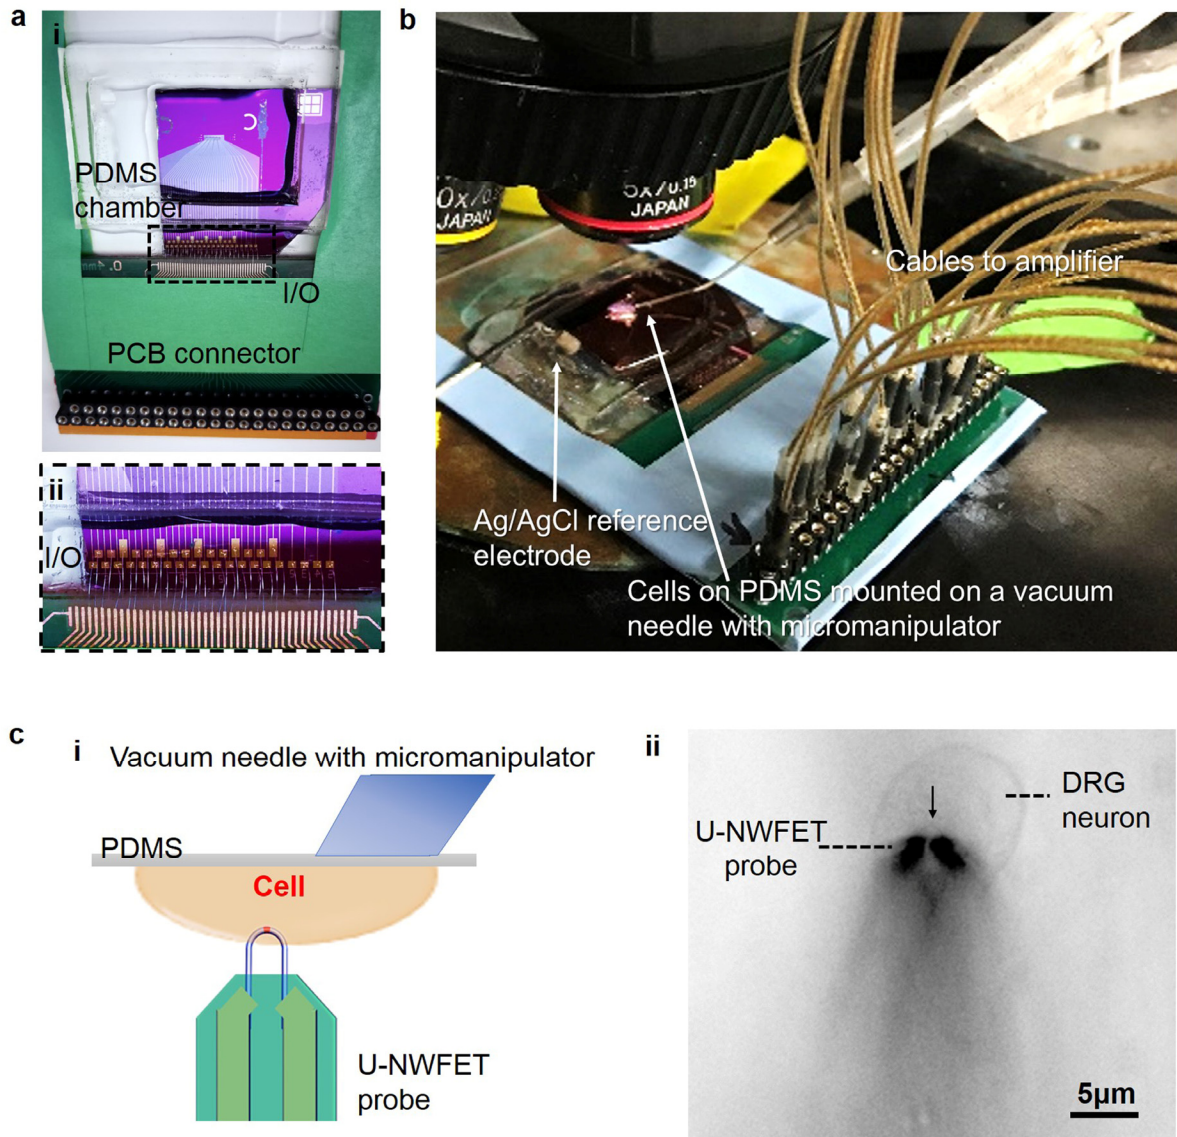 a
i
PDMS
chamber
I/O
PCB connector
ii
I/O
b
5x/0.15
JAPAN
JAPAN
Cables to amplifier
Ag/AgCl reference
electrode
Cells on PDMS mounted on a vacuum
needle with micromanipulator
c
i
Vacuum needle with micromanipulator
PDMS
Cell
U-NWFET
probe
ii
DRG
neuron
U-NWFET
probe
5μm